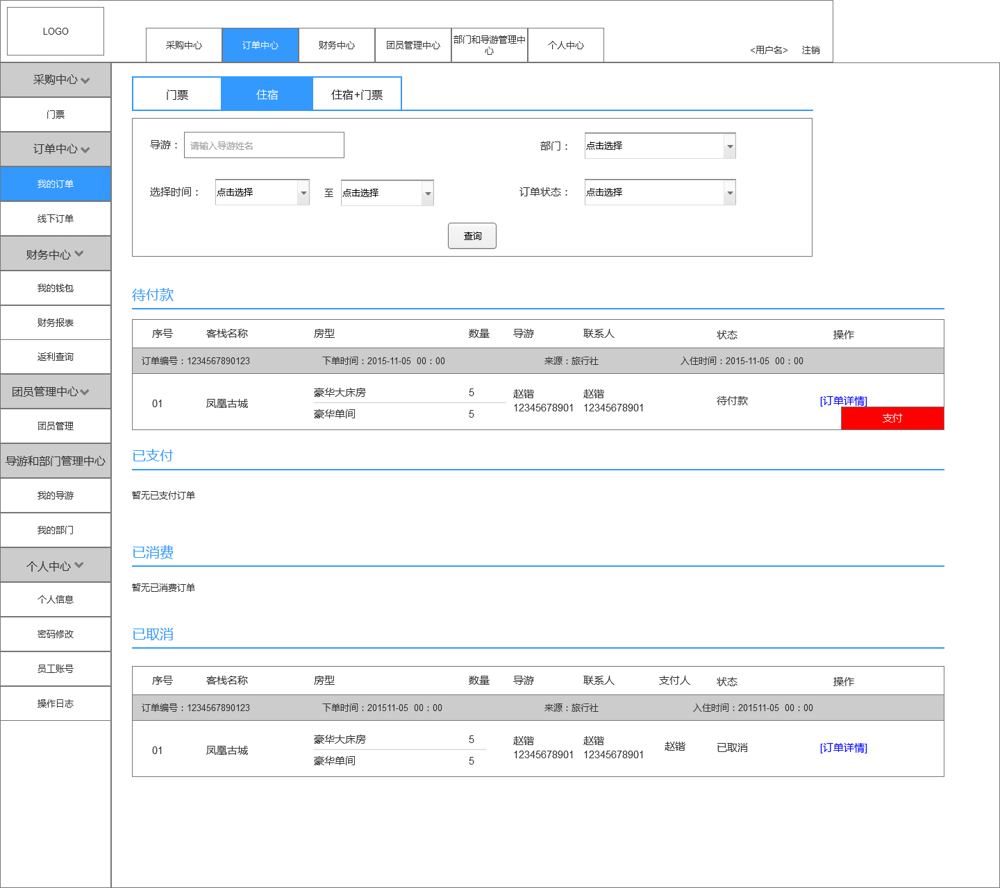 LOGO
采购中心
订单中心
财务中心
团员管理中心
部门和导游管理中
心
个人中心
<用户名>
注销
采购中心
门票
订单中心
我的订单
线下订单
财务中心
我的钱包
财务报表
返利查询
团员管理中心
团员管理
导游和部门管理中心
我的导游
我的部门
个人中心
个人信息
密码修改
员工账号
操作日志
门票
住宿
住宿+门票
导游：
请输入导游姓名
部门：
点击选择
选择时间：
点击选择
至
点击选择
订单状态：
点击选择
查询
待付款
序号 客栈名称 房型 数量 导游 联系人 状态 操作
订单编号：1234567890123 下单时间：2015-11-05 00：00 来源：旅行社 入住时间：2015-11-05 00：00
豪华大床房 5
01 凤凰古城 赵锴 赵锴 待付款 [订单详情]
12345678901 12345678901
豪华单间 5
支付
已支付
暂无已支付订单
已消费
暂无已消费订单
已取消
序号 客栈名称 房型 数量 导游 联系人 支付人 状态 操作
订单编号：1234567890123 下单时间：201511-05 00：00 来源：旅行社 入住时间：201511-05 00：00
豪华大床房 5
01 凤凰古城 赵锴 赵锴 赵锴 已取消 [订单详情]
12345678901 12345678901
豪华单间 5